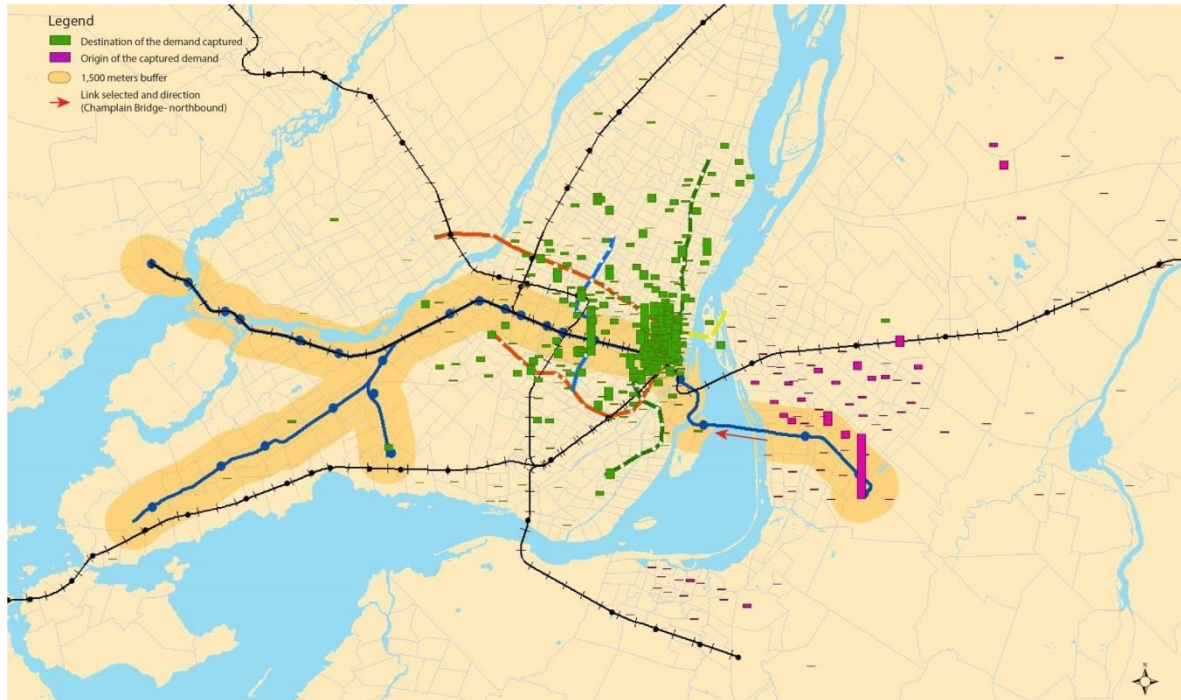 Legend
Destination of the demand captured
Origin of the captured demand
1,500 meters buffer
Link selected and direction
(Champlain Bridge- northbound)
N